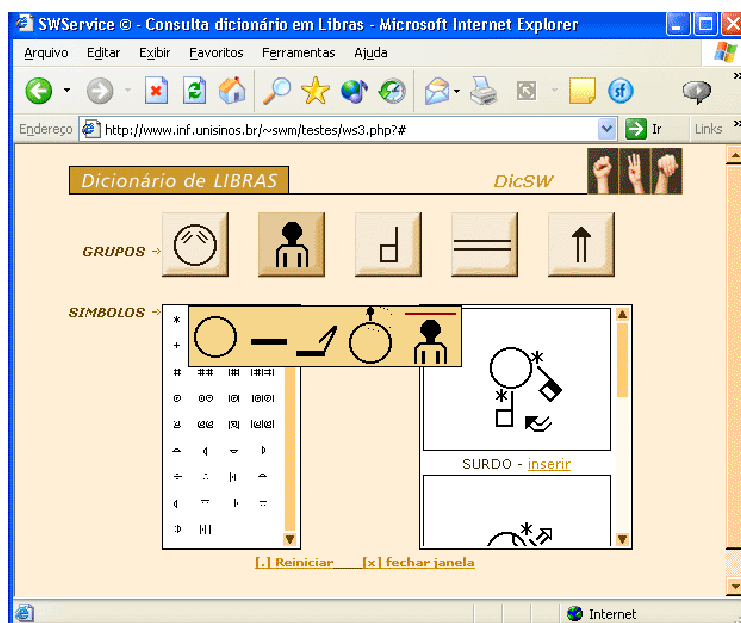 SWService © - Consulta dicionário em Libras - Microsoft Internet Explorer
Arquivo Editar Exibir Favoritos Ferramentas Ajuda
Endereço http://www.inf.unisinos.br/~swm/testes/ws3.php?# Ir Links »
Dicionário de LIBRAS DicSW
GRUPOS
SIMBOLOS
SURDO - inserir
[.] Reiniciar [x] fechar janela
Internet